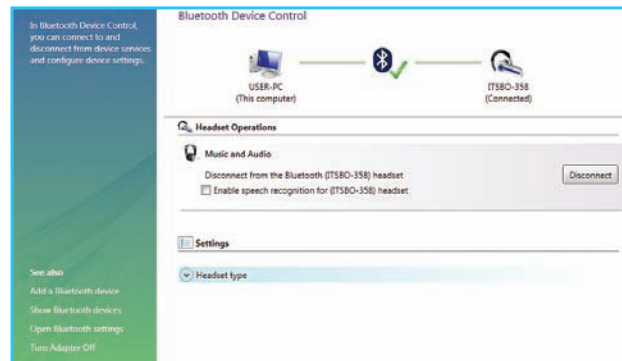 In Bluetooth Device Control,
you can connect to and
disconnect from device services
and configure device settings.
See also
Add a Bluetooth device
Show Bluetooth devices
Open Bluetooth settings
Turn Adapter Off
Bluetooth Device Control
USER-PC
(This computer)
ITSBO-358
(Connected)
Headset Operations
Music and Audio
Disconnect from the Bluetooth (ITSBO-358) headset
Disconnect
Enable speech recognition for (ITSBO-358) headset
Settings
Headset type